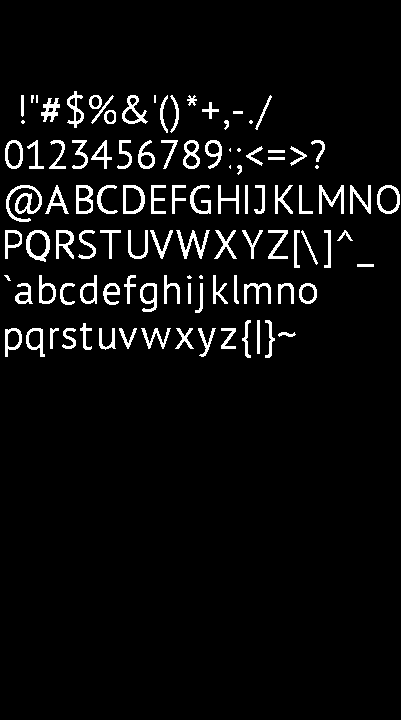 !"#$%&'()*+,-./
0123456789:;<=>?
@ABCDEFGHIJKLMNO
PQRSTUVWXYZ[\]^_
`abcdefghijklmno
pqrstuvwxyz{|}~